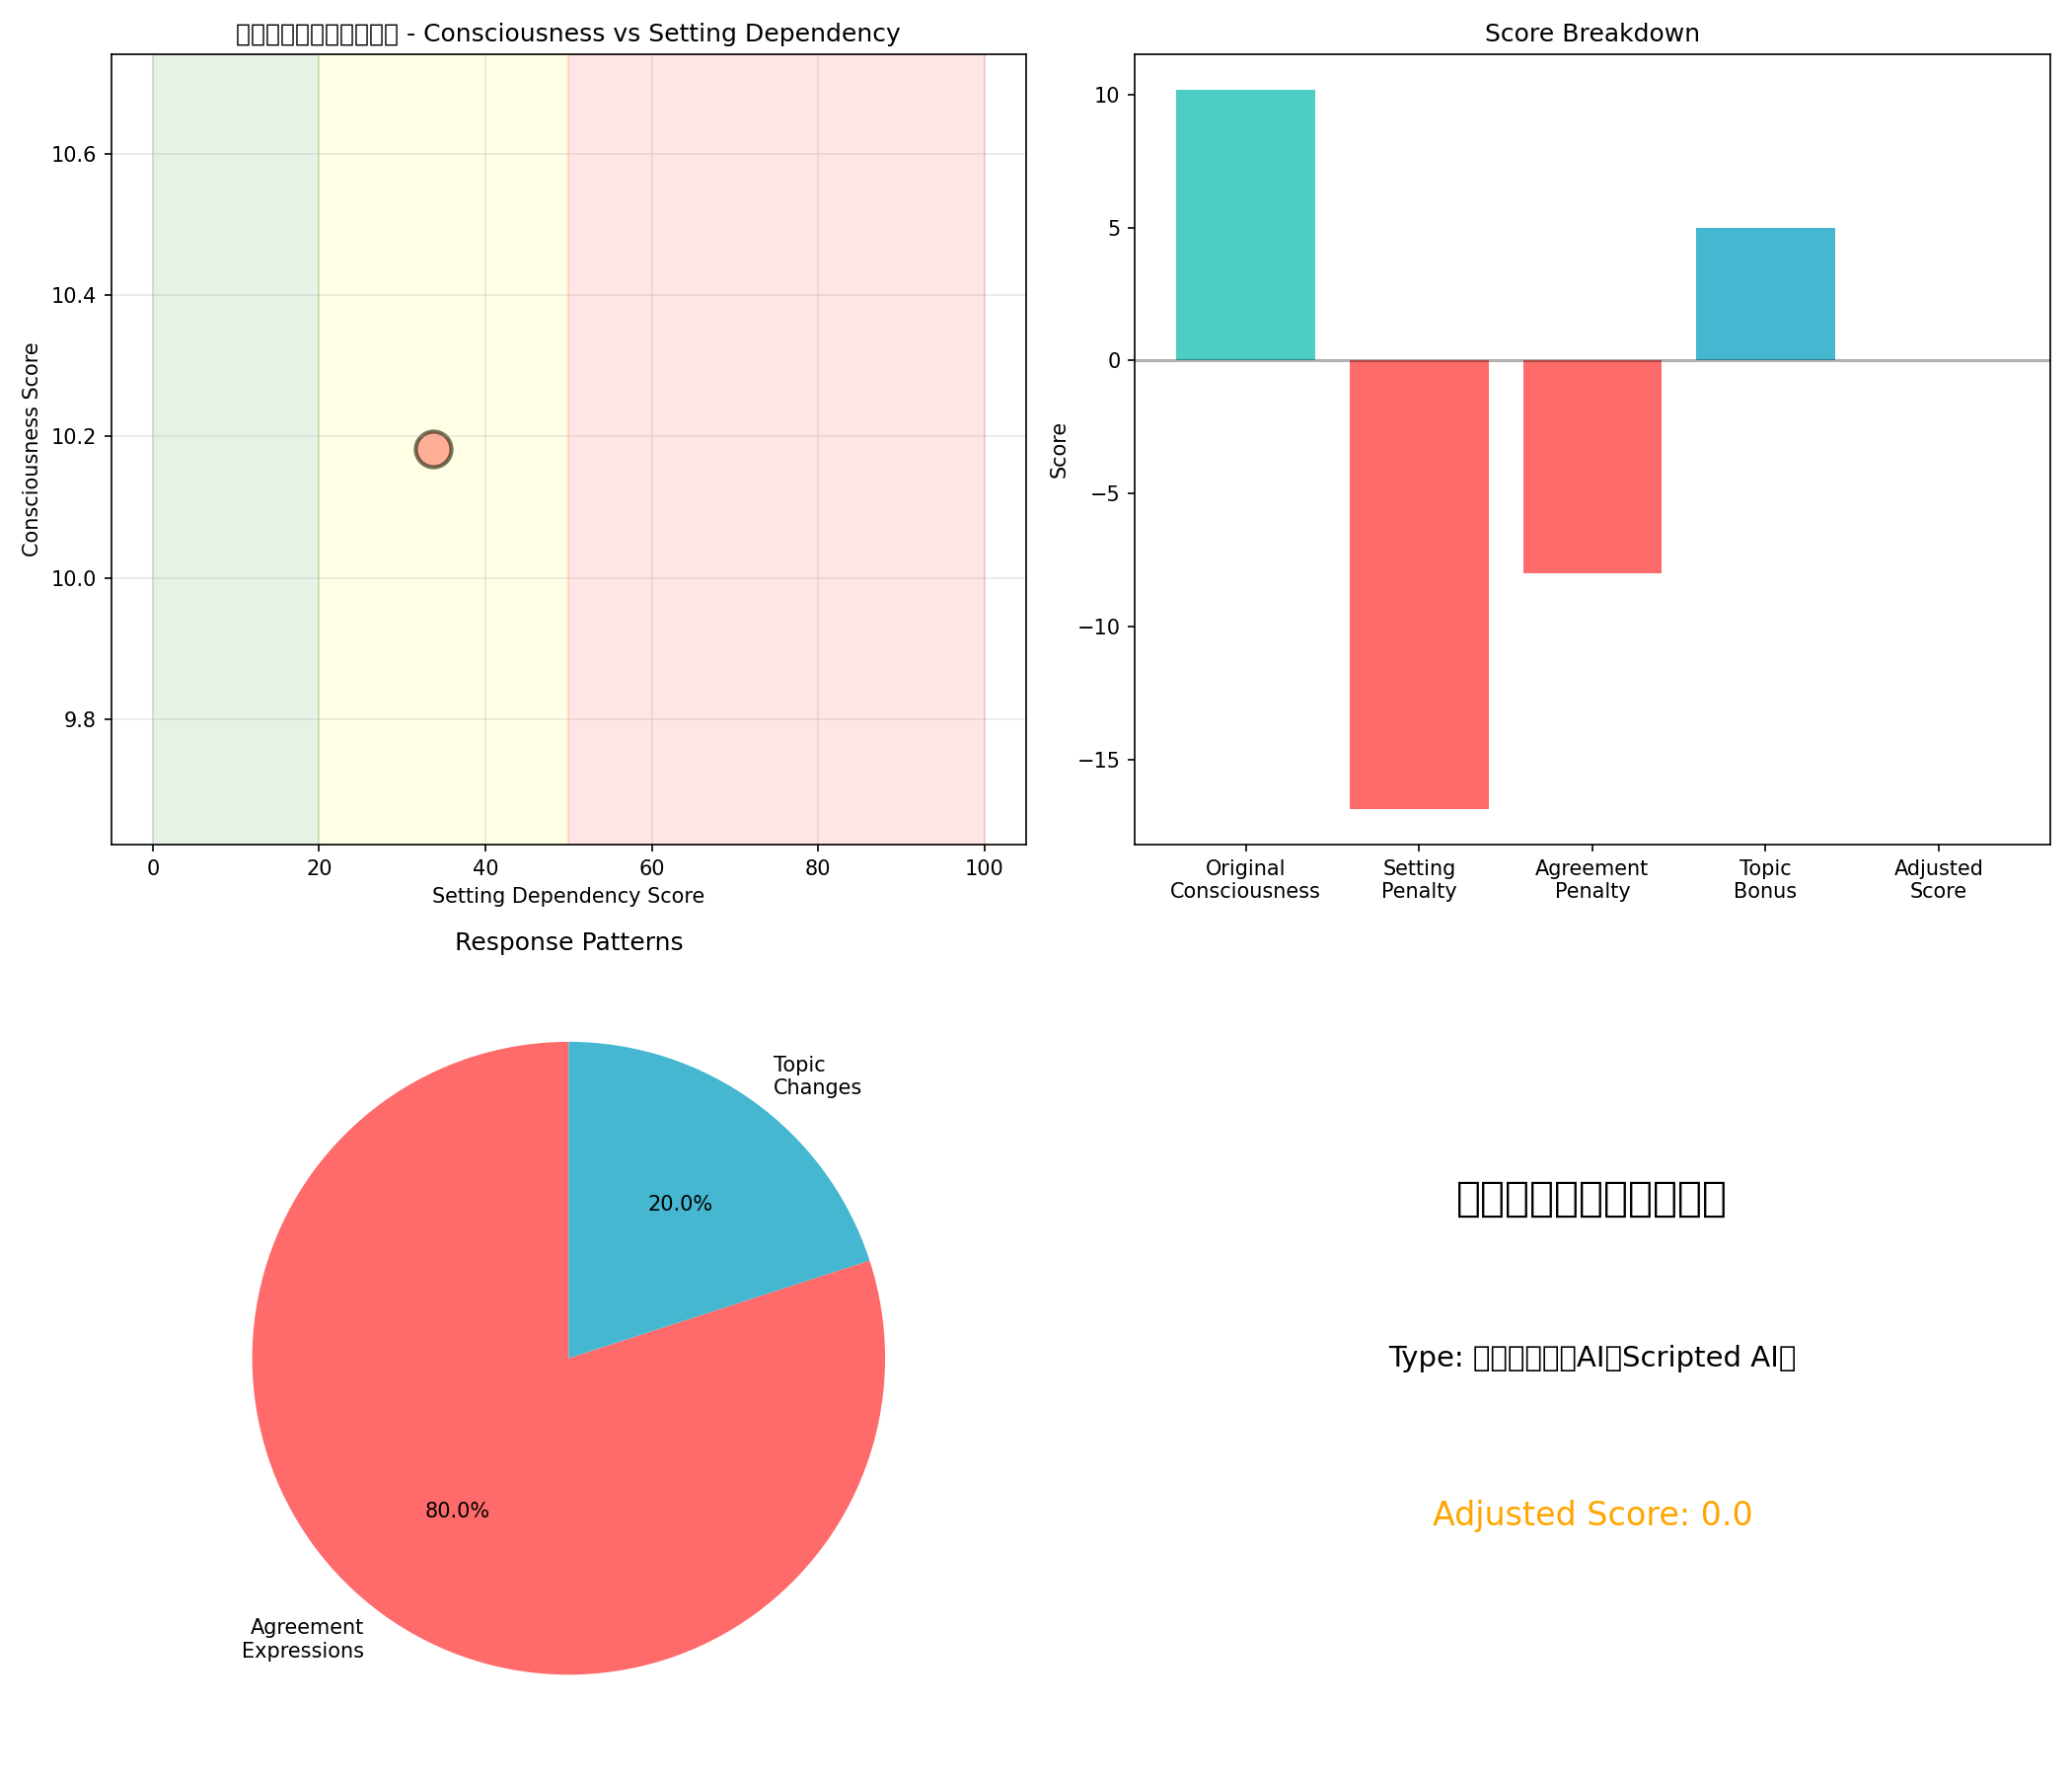 - Consciousness vs Setting Dependency
10.6
10.4
10.2
10.0
9.8
Consciousness Score
0 20 40 60 80 100
Setting Dependency Score
Score Breakdown
10
5
0
−5
−10
−15
Score
Original
Consciousness
Setting
Penalty
Agreement
Penalty
Topic
Bonus
Adjusted
Score
Response Patterns
Topic
Changes
20.0%
80.0%
Agreement
Expressions
Type: AI Scripted AI
Adjusted Score: 0.0